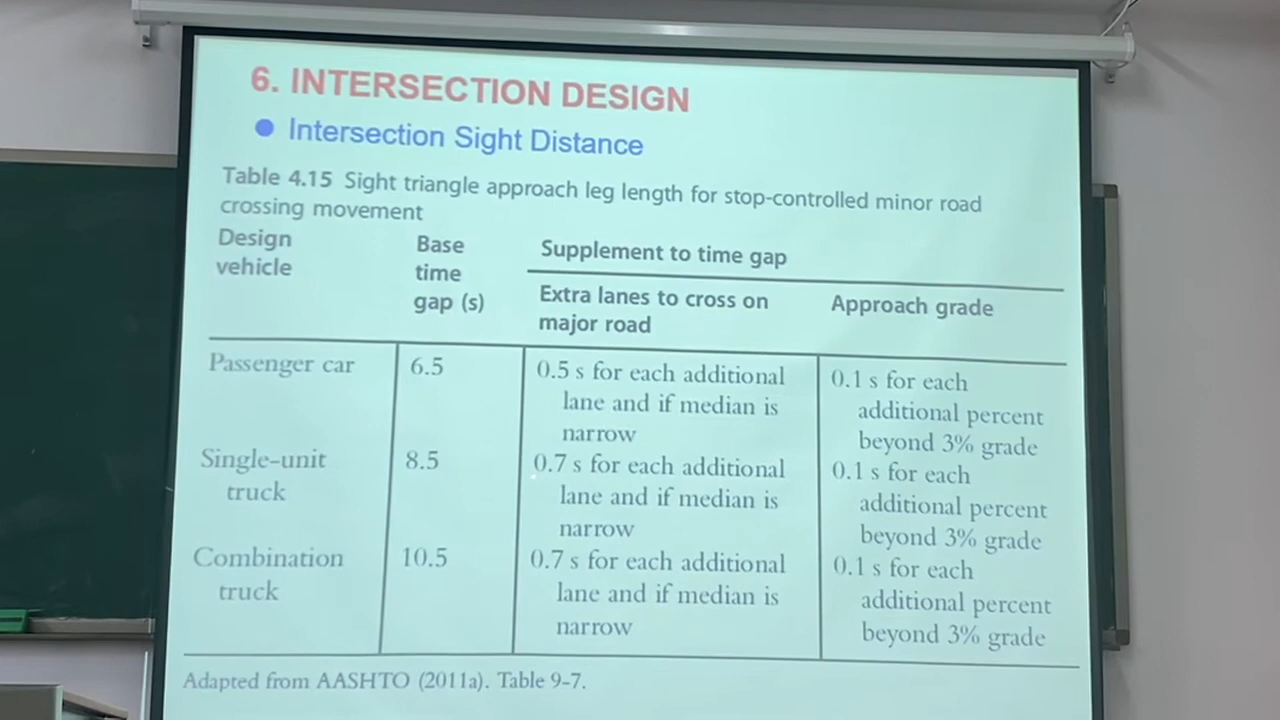 6. INTERSECTION DESIGN
● Intersection Sight Distance
Table 4.15 Sight triangle approach leg length for stop-controlled minor road
crossing movement
Design
vehicle
Base
time
gap (s)
Supplement to time gap
Extra lanes to cross on
major road
Approach grade
Passenger car
6.5
0.5 s for each additional
lane and if median is
narrow
0.1 s for each
additional percent
beyond 3% grade
Single-unit
truck
8.5
0.7 s for each additional
lane and if median is
narrow
0.1 s for each
additional percent
beyond 3% grade
Combination
truck
10.5
0.7 s for each additional
lane and if median is
narrow
0.1 s for each
additional percent
beyond 3% grade
Adapted from AASHTO (2011a). Table 9-7.